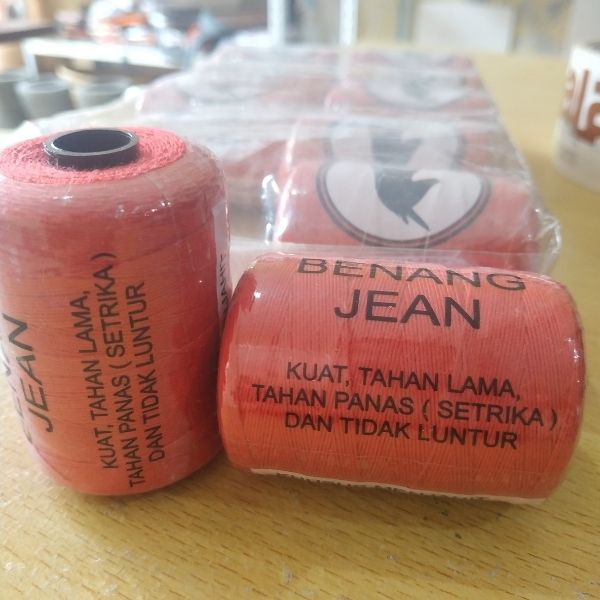 JEAN
KUAT, TAHAN LAMA,
TAHAN PANAS ( SETRIKA )
DAN TIDAK LUNTUR
BENANG
JEAN
KUAT, TAHAN LAMA,
TAHAN PANAS ( SETRIKA )
DAN TIDAK LUNTUR